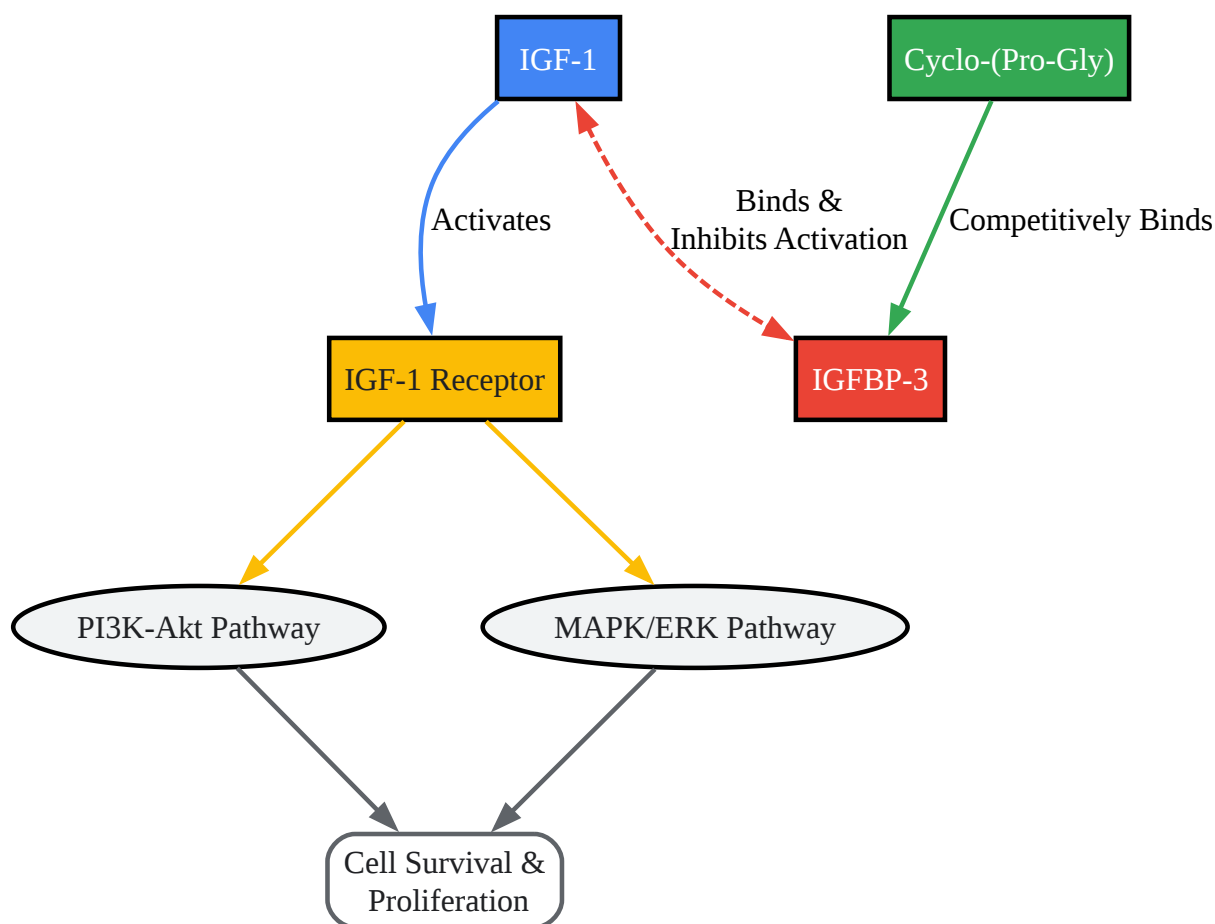 IGF-1
Cyclo-(Pro-Gly)
Binds &
Activates
Inhibits Activation
Competitively Binds
IGF-1 Receptor
IGFBP-3
PI3K-Akt Pathway
MAPK/ERK Pathway
Cell Survival &
Proliferation